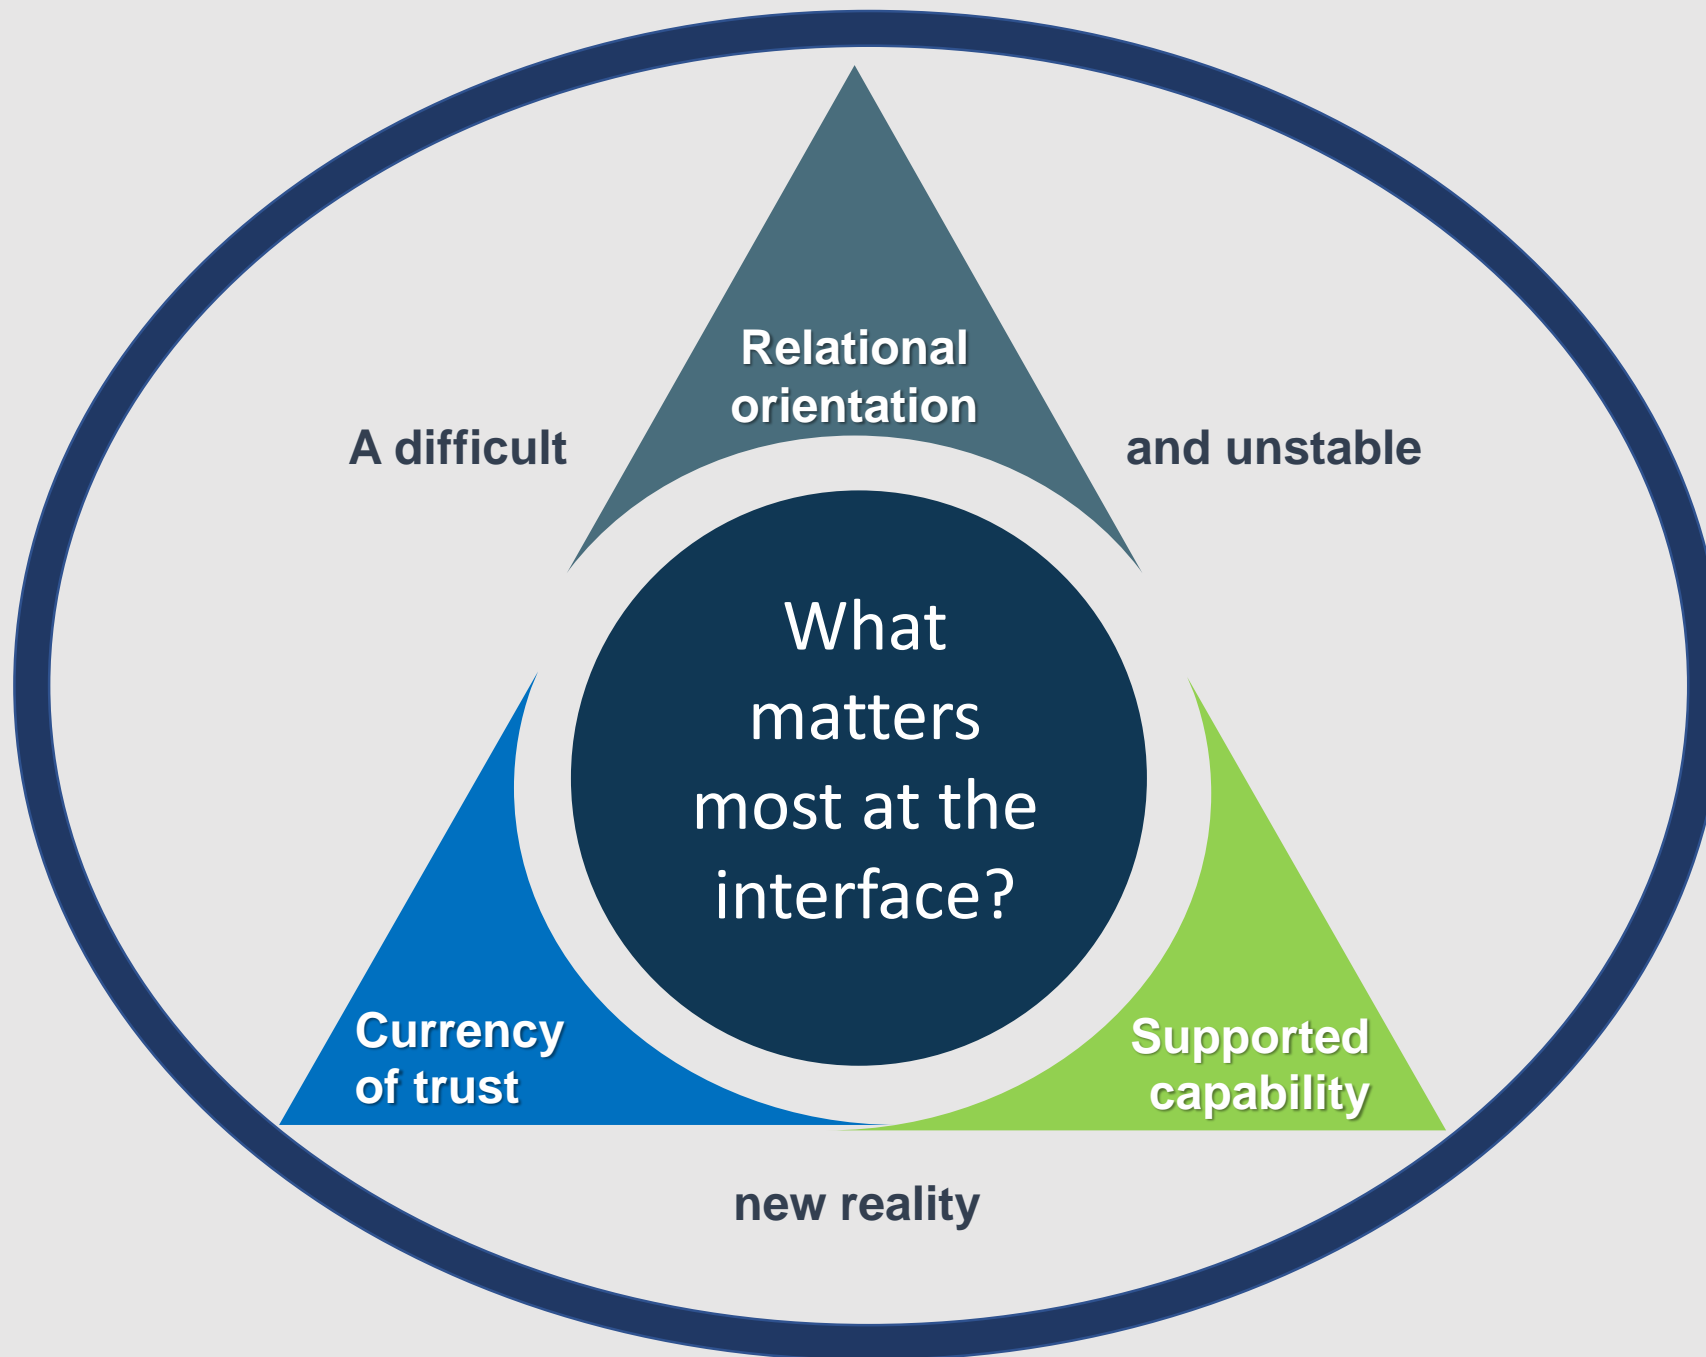 Relational
orientation
A difficult
and unstable
What
matters
most at the
interface?
Currency
of trust
Supported
capability
new reality